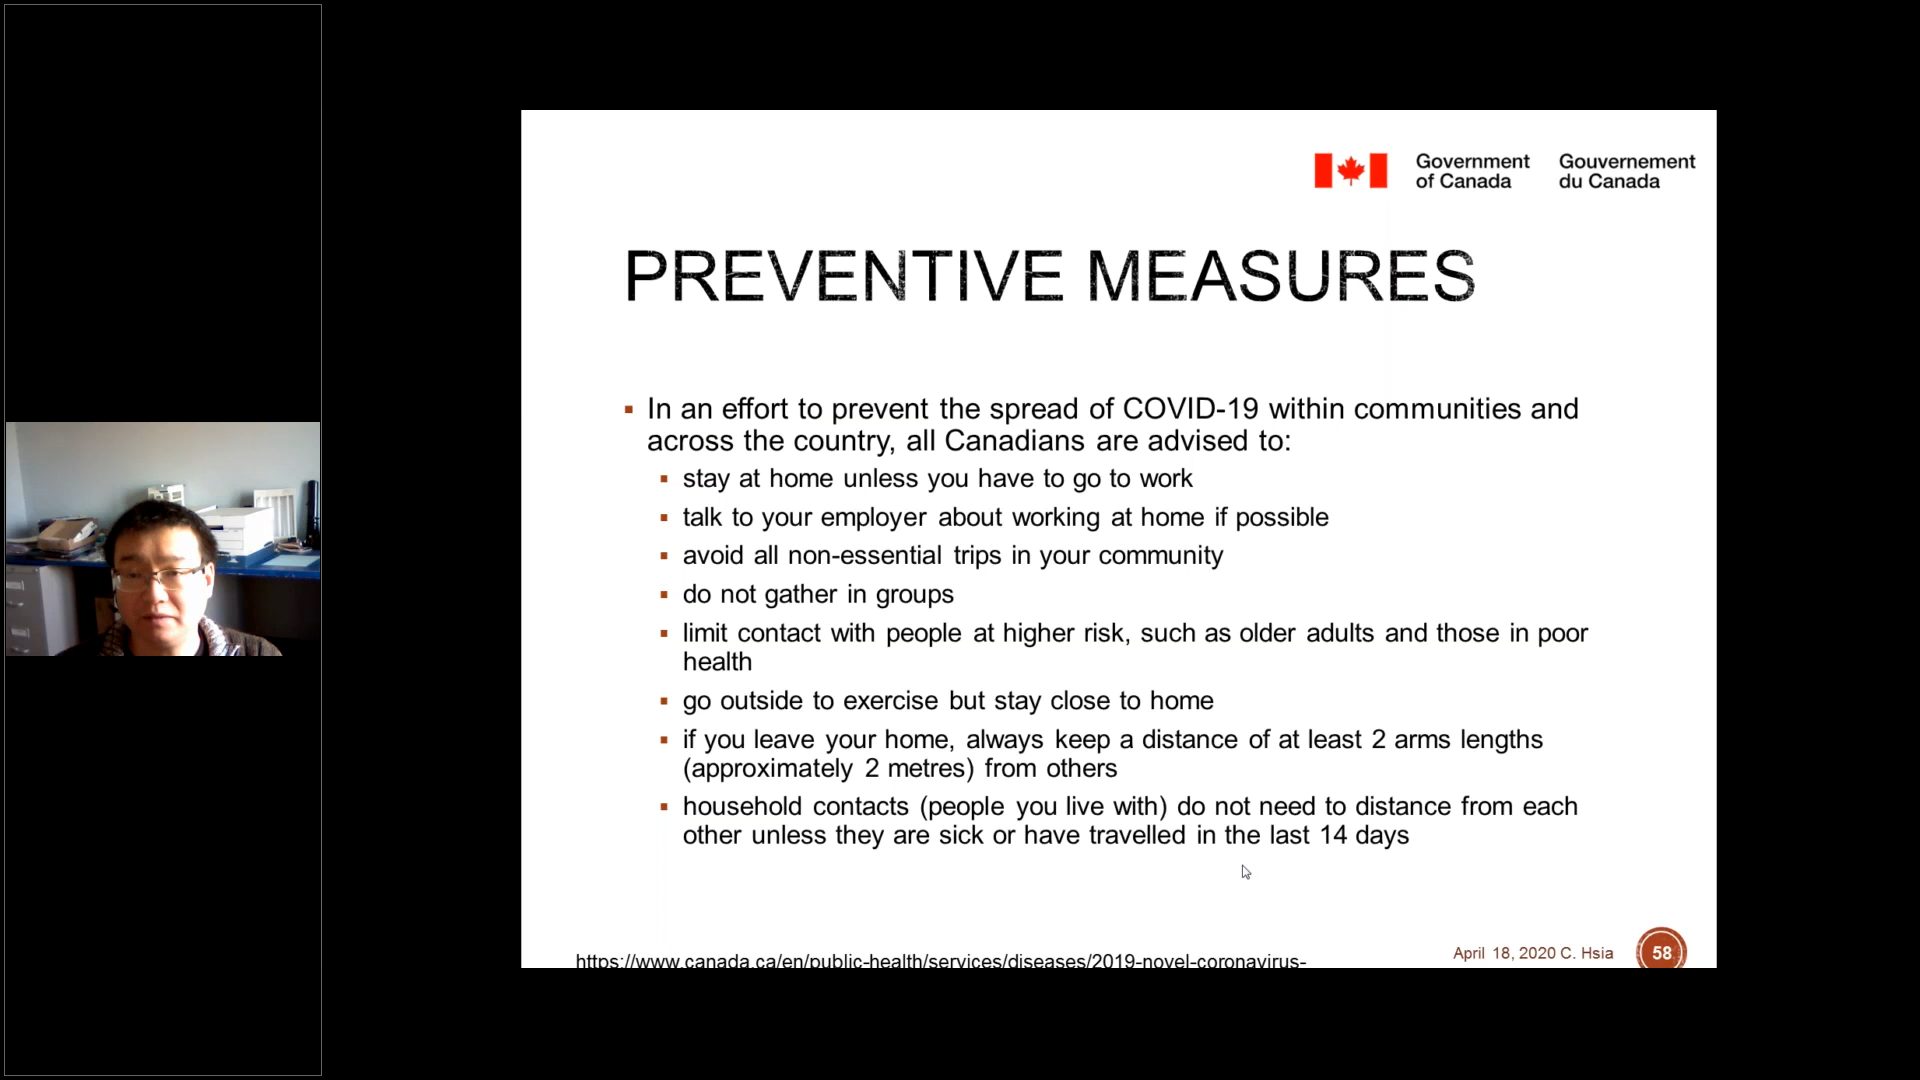 Government
of Canada
Gouvernement
du Canada
PREVENTIVE MEASURES
In an effort to prevent the spread of COVID-19 within communities and
across the country, all Canadians are advised to:
stay at home unless you have to go to work
talk to your employer about working at home if possible
avoid all non-essential trips in your community
do not gather in groups
limit contact with people at higher risk, such as older adults and those in poor
health
go outside to exercise but stay close to home
if you leave your home, always keep a distance of at least 2 arms lengths
(approximately 2 metres) from others
household contacts (people you live with) do not need to distance from each
other unless they are sick or have travelled in the last 14 days
https://www.canada.ca/en/public-health/services/diseases/2019-novel-coronavirus-
April 18, 2020 C. Hsia
58